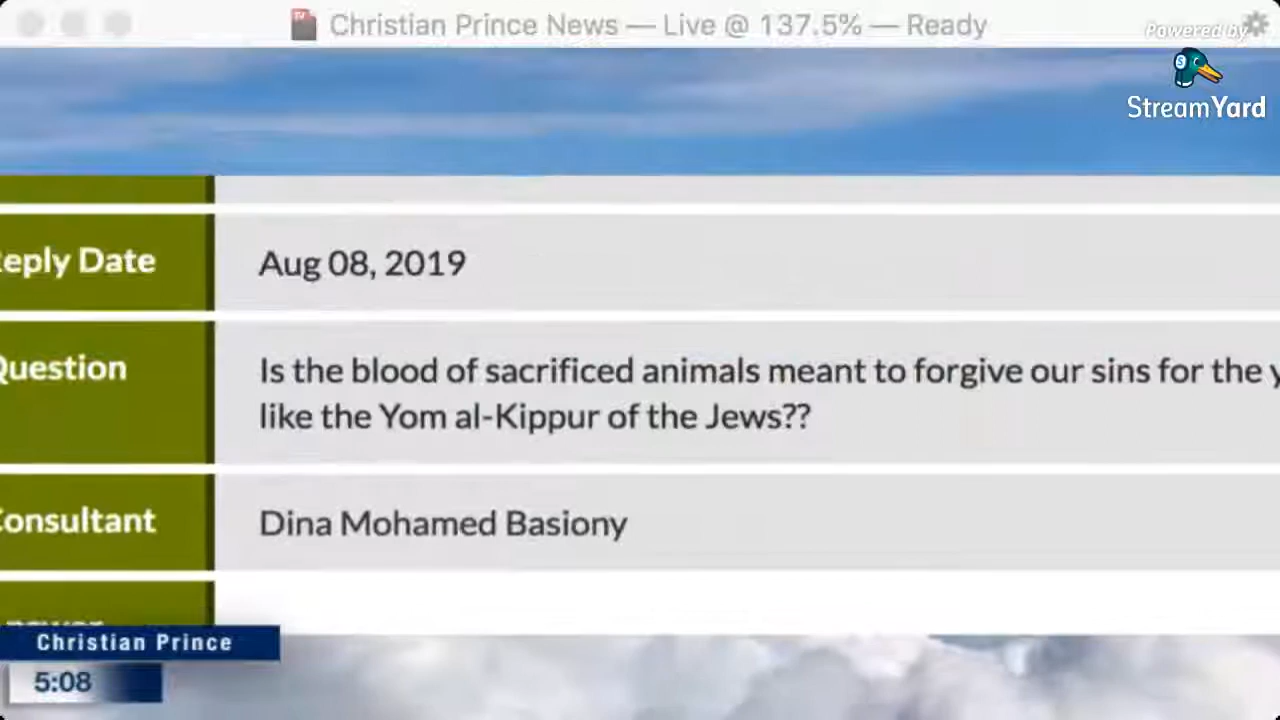 Christian Prince News — Live @ 137.5% — Ready
Powered by
StreamYard
eply Date
Aug 08, 2019
Question
Is the blood of sacrificed animals meant to forgive our sins for the
like the Yom al-Kippur of the Jews??
Consultant
Dina Mohamed Basiony
Christian Prince
5:08